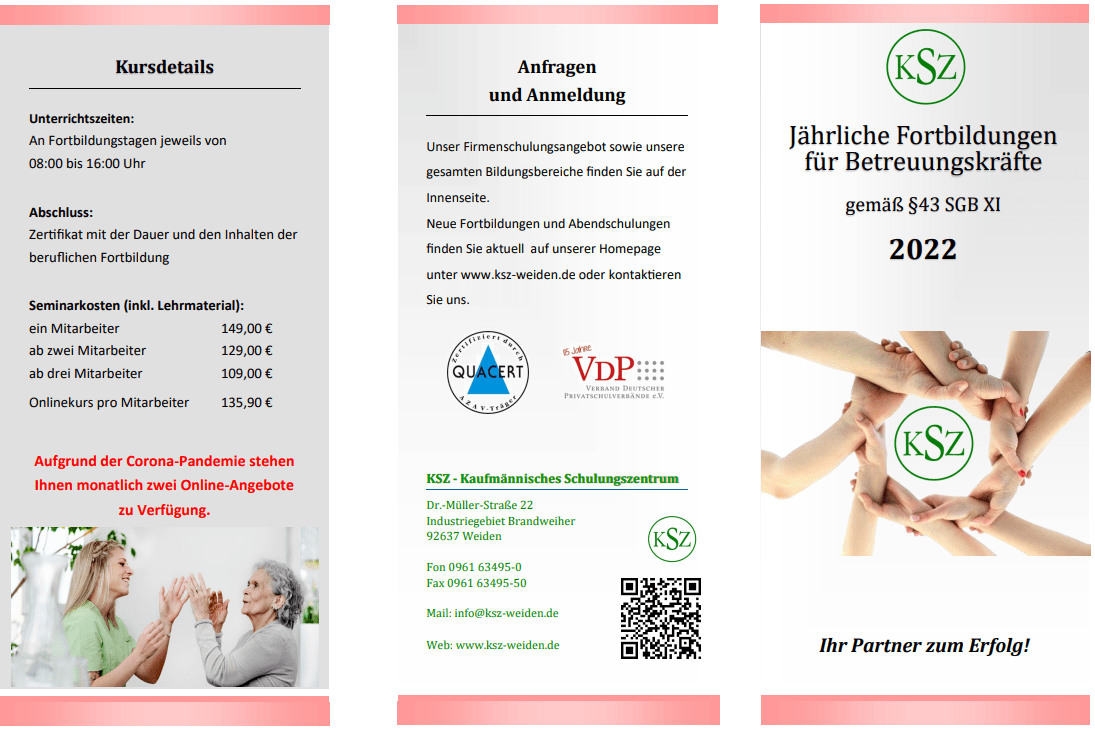 Kursdetails
Unterrichtszeiten:
An Fortbildungstagen jeweils von
08:00 bis 16:00 Uhr
Abschluss:
Zertifikat mit der Dauer und den Inhalten der
beruflichen Fortbildung
Seminarkosten (inkl. Lehrmaterial):
ein Mitarbeiter 149,00 €
ab zwei Mitarbeiter 129,00 €
ab drei Mitarbeiter 109,00 €
Onlinekurs pro Mitarbeiter 135,90 €
Aufgrund der Corona-Pandemie stehen
Ihnen monatlich zwei Online-Angebote
zu Verfügung.
Anfragen
und Anmeldung
Unser Firmenschulungsangebot sowie unsere
gesamten Bildungsbereiche finden Sie auf der
Innenseite.
Neue Fortbildungen und Abendschulungen
finden Sie aktuell auf unserer Homepage
unter www.ksz-weiden.de oder kontaktieren
Sie uns.
Zertifiziert durch
QUACERT
AZAV-Träger
15 Jahre
VDP
VERBAND DEUTSCHER
PRIVATSCHULVERBÄNDE e.V.
KSZ - Kaufmännisches Schulungszentrum
Dr.-Müller-Straße 22
Industriegebiet Brandweiher
92637 Weiden
KSZ
Fon 0961 63495-0
Fax 0961 63495-50
Mail: info@ksz-weiden.de
Web: www.ksz-weiden.de
KSZ
Jährliche Fortbildungen
für Betreuungskräfte
gemäß §43 SGB XI
2022
KSZ
Ihr Partner zum Erfolg!